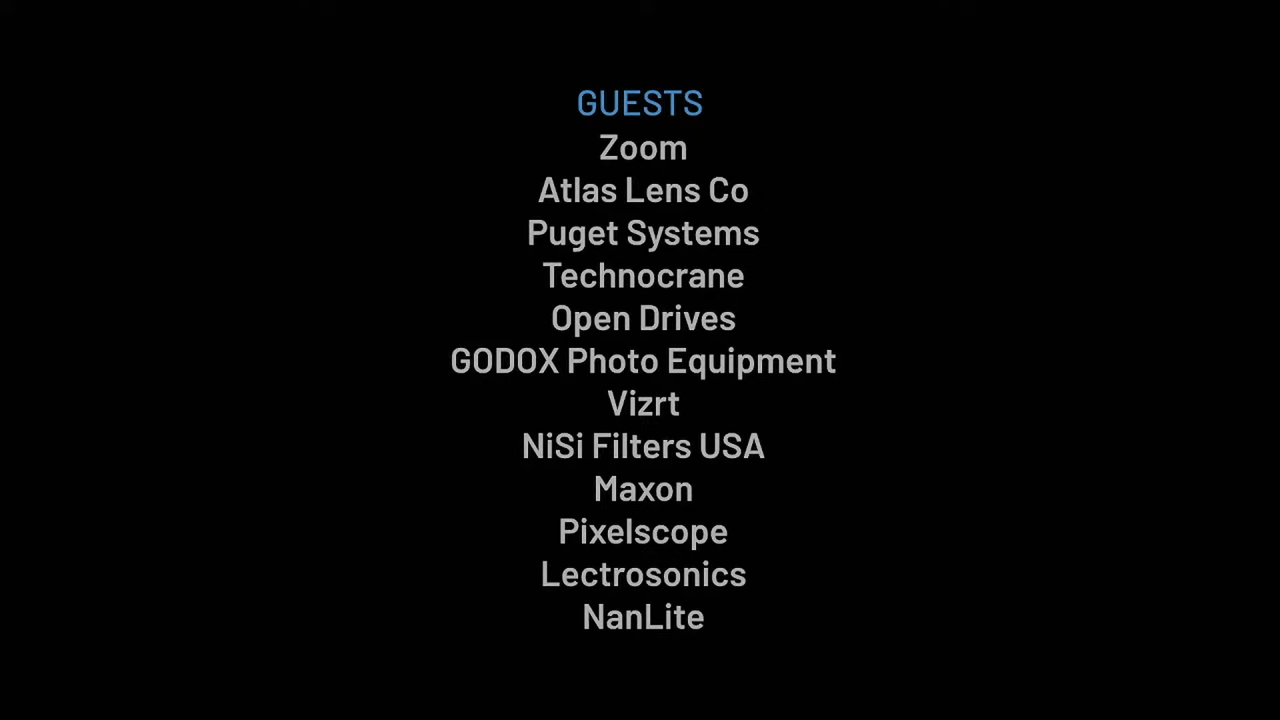 GUESTS
Zoom
Atlas Lens Co
Puget Systems
Technocrane
Open Drives
GODOX Photo Equipment
Vizrt
NiSi Filters USA
Maxon
Pixelscope
Lectrosonics
NanLite